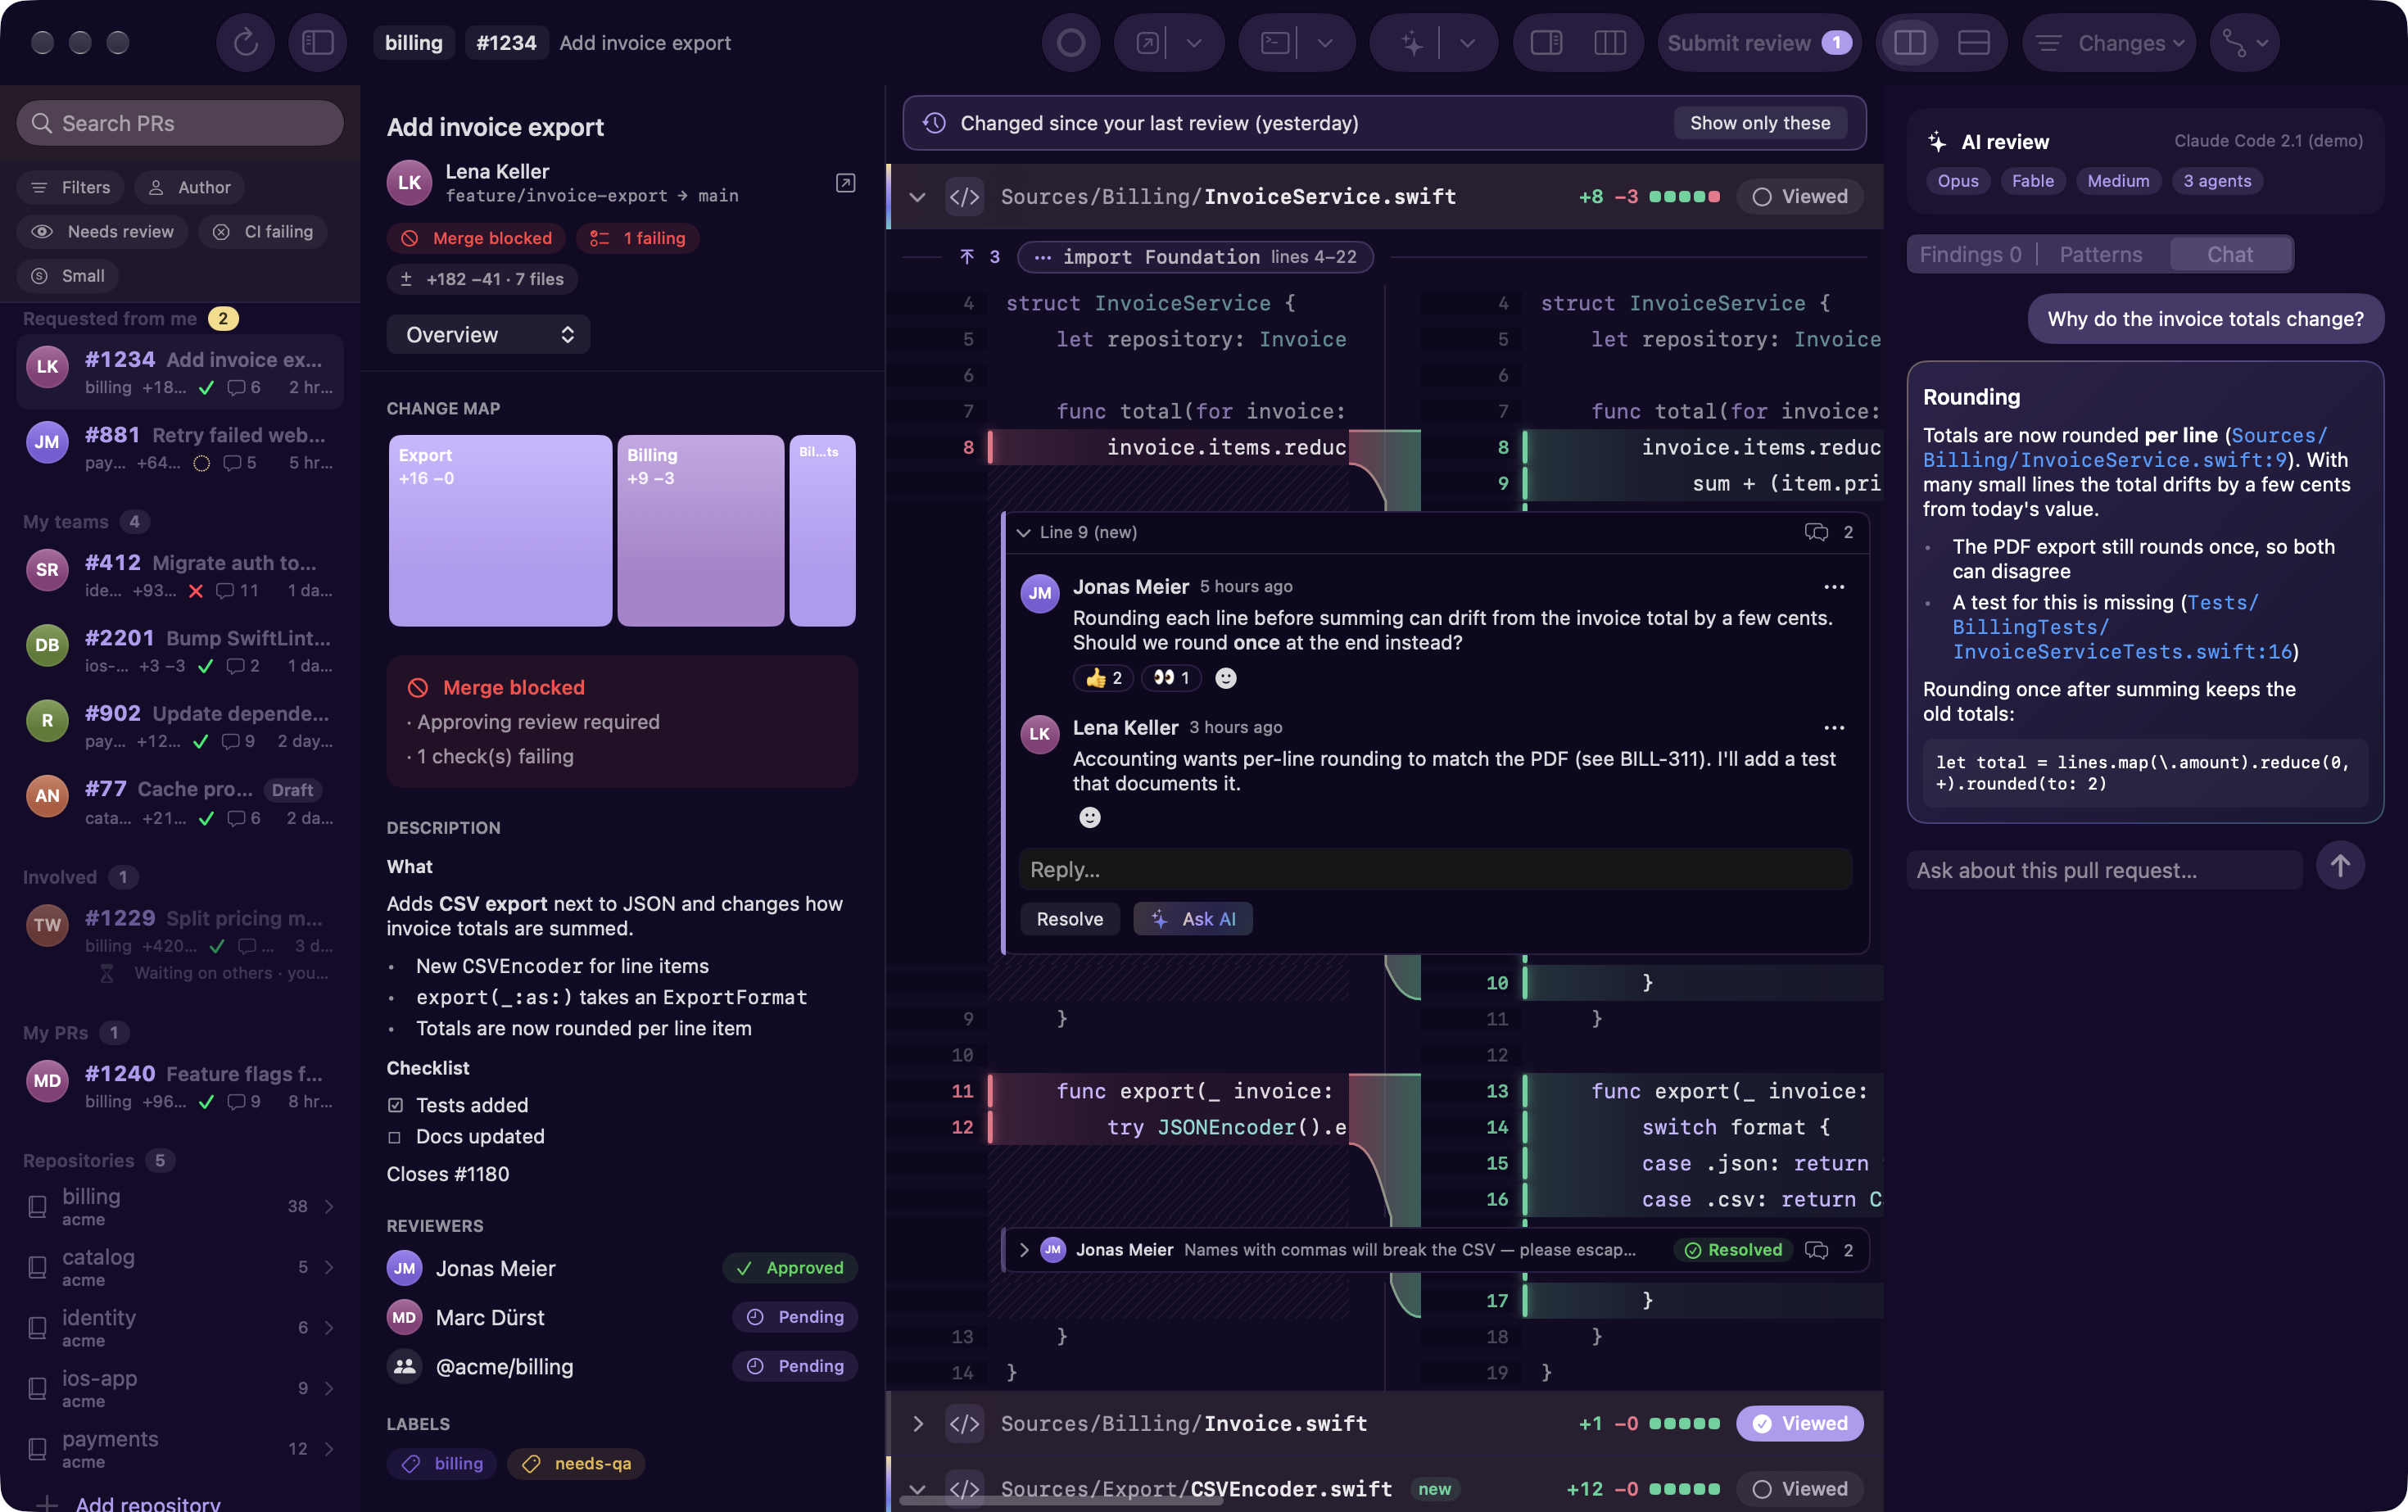 billing #1234 Add invoice export
Submit review 1
Changes
Search PRs
Filters
Author
Needs review
CI failing
Small
Requested from me 2
LK #1234 Add invoice ex...
billing +18... 6 2 hr...
JM #881 Retry failed web...
pay... +64... 5 5 hr...
My teams 4
SR #412 Migrate auth to...
ide... +93... 11 1 da...
DB #2201 Bump SwiftLint...
ios-... +3 −3 2 1 da...
R #902 Update depende...
pay... +12... 9 2 day...
AN #77 Cache pro... Draft
cata... +21... 6 2 da...
Involved 1
TW #1229 Split pricing m...
billing +420... ... 3 d...
Waiting on others · you...
My PRs 1
MD #1240 Feature flags f...
billing +96... 9 8 hr...
Repositories 5
billing 38
acme
catalog 5
acme
identity 6
acme
ios-app 9
acme
payments 12
acme
Add repository
Add invoice export
LK Lena Keller
feature/invoice-export → main
Merge blocked
1 failing
+182 −41 · 7 files
Overview
CHANGE MAP
Export
+16 −0
Billing
+9 −3
Bil...ts
Merge blocked
· Approving review required
· 1 check(s) failing
DESCRIPTION
What
Adds CSV export next to JSON and changes how
invoice totals are summed.
• New CSVEncoder for line items
• export(_:as:) takes an ExportFormat
• Totals are now rounded per line item
Checklist
Tests added
Docs updated
Closes #1180
REVIEWERS
JM Jonas Meier Approved
MD Marc Dürst Pending
@acme/billing Pending
LABELS
billing
needs-qa
Changed since your last review (yesterday) Show only these
Sources/Billing/InvoiceService.swift +8 −3 Viewed
3 ··· import Foundation lines 4–22
4 struct InvoiceService { 4 struct InvoiceService {
5 let repository: Invoice 5 let repository: Invoice
6 6
7 func total(for invoice: 7 func total(for invoice:
8 invoice.items.reduc 8 invoice.items.reduc
9 sum + (item.pri
Line 9 (new) 2
JM Jonas Meier 5 hours ago
Rounding each line before summing can drift from the invoice total by a few cents.
Should we round once at the end instead?
👍 2 👀 1
LK Lena Keller 3 hours ago
Accounting wants per-line rounding to match the PDF (see BILL-311). I'll add a test
that documents it.
Reply...
Resolve
Ask AI
10 }
9 } 11 }
10 12
11 func export(_ invoice: 13 func export(_ invoice:
12 try JSONEncoder().e 14 switch format {
15 case .json: return
16 case .csv: return C
JM Jonas Meier Names with commas will break the CSV — please escap... Resolved 2
17 }
13 } 18 }
14 } 19 }
Sources/Billing/Invoice.swift +1 −0 Viewed
Sources/Export/CSVEncoder.swift new +12 −0 Viewed
AI review Claude Code 2.1 (demo)
Opus Fable Medium 3 agents
Findings 0 Patterns Chat
Why do the invoice totals change?
Rounding
Totals are now rounded per line (Sources/
Billing/InvoiceService.swift:9). With
many small lines the total drifts by a few cents
from today's value.
• The PDF export still rounds once, so both
can disagree
• A test for this is missing (Tests/
BillingTests/
InvoiceServiceTests.swift:16)
Rounding once after summing keeps the
old totals:
let total = lines.map(\.amount).reduce(0,
+).rounded(to: 2)
Ask about this pull request...